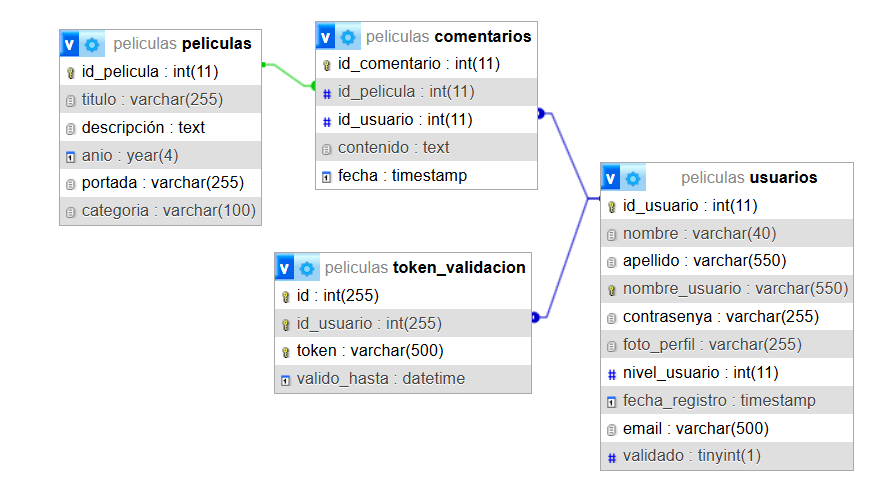 peliculas peliculas
id_pelicula : int(11)
titulo : varchar(255)
descripción : text
anio : year(4)
portada : varchar(255)
categoria : varchar(100)
peliculas comentarios
id_comentario : int(11)
id_pelicula : int(11)
id_usuario : int(11)
contenido : text
fecha : timestamp
peliculas token_validacion
id : int(255)
id_usuario : int(255)
token : varchar(500)
valido_hasta : datetime
peliculas usuarios
id_usuario : int(11)
nombre : varchar(40)
apellido : varchar(550)
nombre_usuario : varchar(550)
contrasenya : varchar(255)
foto_perfil : varchar(255)
nivel_usuario : int(11)
fecha_registro : timestamp
email : varchar(500)
validado : tinyint(1)